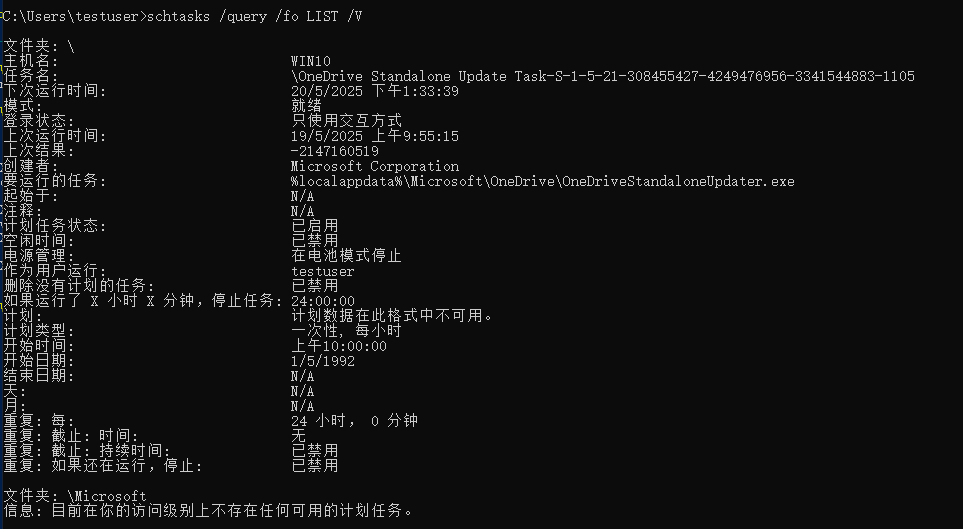 C:\Users\testuser>schtasks /query /fo LIST /V
文件夹: \
主机名: WIN10
任务名: \OneDrive Standalone Update Task-S-1-5-21-308455427-4249476956-3341544883-1105
下次运行时间: 20/5/2025 下午1:33:39
模式: 就绪
登录状态: 只使用交互方式
上次运行时间: 19/5/2025 上午9:55:15
上次结果: -2147160519
创建者: Microsoft Corporation
要运行的任务: %localappdata%\Microsoft\OneDrive\OneDriveStandaloneUpdater.exe
起始于: N/A
注释: N/A
计划任务状态: 已启用
空闲时间: 已禁用
电源管理: 在电池模式停止
作为用户运行: testuser
删除没有计划的任务: 已禁用
如果运行了 X 小时 X 分钟，停止任务: 24:00:00
计划: 计划数据在此格式中不可用。
计划类型: 一次性, 每小时
开始时间: 上午10:00:00
开始日期: 1/5/1992
结束日期: N/A
天: N/A
月: N/A
重复: 每: 24 小时， 0 分钟
重复: 截止: 时间: 无
重复: 截止: 持续时间: 已禁用
重复: 如果还在运行，停止: 已禁用
文件夹: \Microsoft
信息: 目前在你的访问级别上不存在任何可用的计划任务。